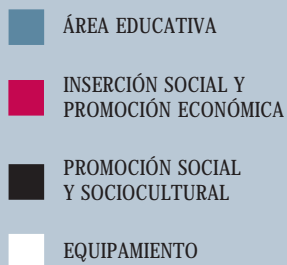 ÁREA EDUCATIVA
INSERCIÓN SOCIAL Y
PROMOCIÓN ECONÓMICA
PROMOCIÓN SOCIAL
Y SOCIOCULTURAL
EQUIPAMIENTO